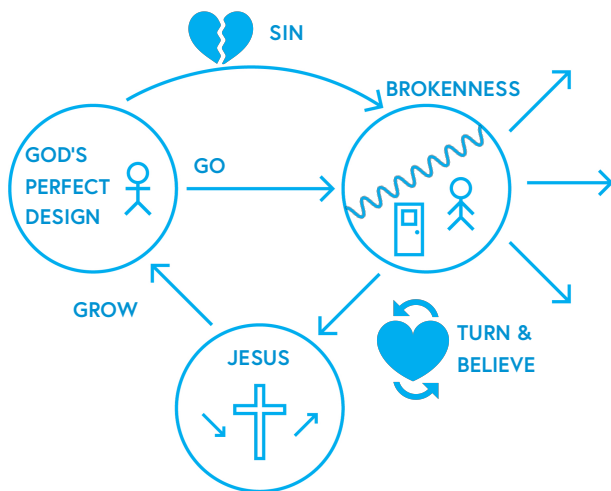 SIN
BROKENNESS
GOD'S
PERFECT
DESIGN
GO
GROW
JESUS
TURN &
BELIEVE